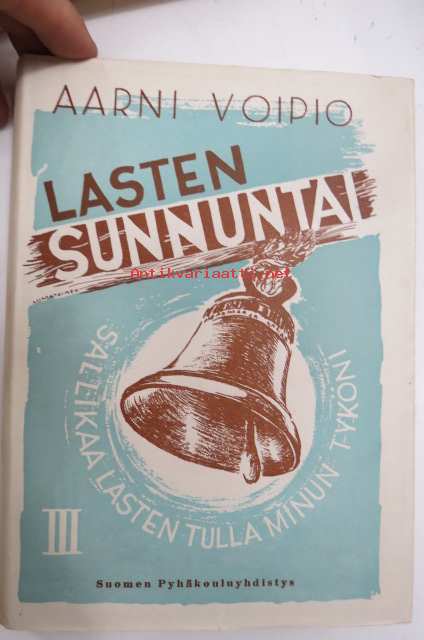 AARNI VOIPIO
LASTEN
SUNNUNTAI
Antikvariaatti.net
SALLIKAA LASTEN TULLA MINUN TYKÖNI
III
Suomen Pyhäkouluyhdistys